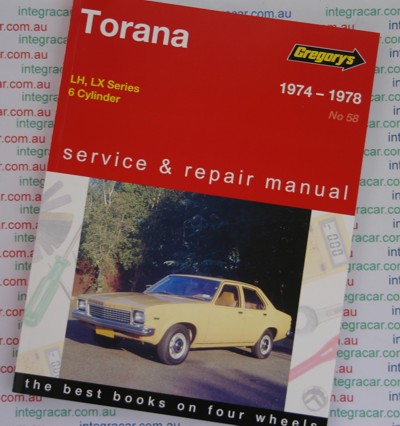 Torana
Gregory's
LH, LX Series
6 Cylinder
1974 – 1978
No 58
service & repair manual
the best books on four wheels
integracar.com.au